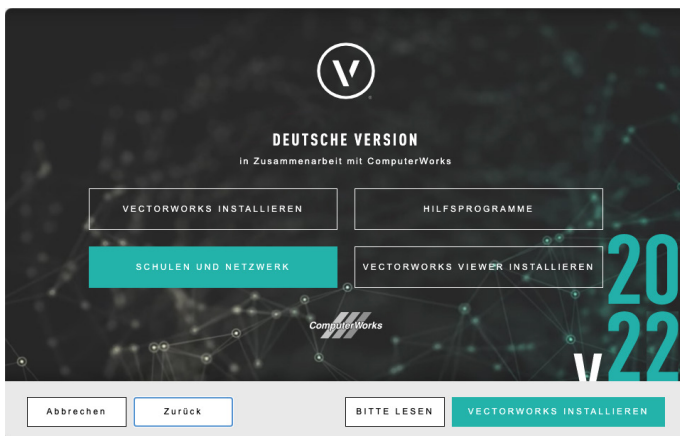 V
DEUTSCHE VERSION
in Zusammenarbeit mit ComputerWorks
VECTORWORKS INSTALLIEREN
HILFSPROGRAMME
SCHULEN UND NETZWERK
VECTORWORKS VIEWER INSTALLIEREN
20
22
V
ComputerWorks
Abbrechen
Zurück
BITTE LESEN
VECTORWORKS INSTALLIEREN